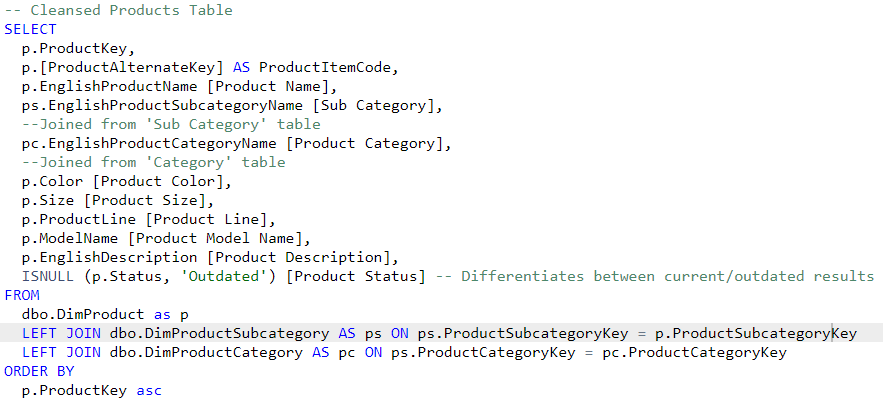 -- Cleansed Products Table
SELECT
p.ProductKey,
p.[ProductAlternateKey] AS ProductItemCode,
p.EnglishProductName [Product Name],
ps.EnglishProductSubcategoryName [Sub Category],
--Joined from 'Sub Category' table
pc.EnglishProductCategoryName [Product Category],
--Joined from 'Category' table
p.Color [Product Color],
p.Size [Product Size],
p.ProductLine [Product Line],
p.ModelName [Product Model Name],
p.EnglishDescription [Product Description],
ISNULL (p.Status, 'Outdated') [Product Status] -- Differentiates between current/outdated results
FROM
dbo.DimProduct as p
LEFT JOIN dbo.DimProductSubcategory AS ps ON ps.ProductSubcategoryKey = p.ProductSubcategoryKey
LEFT JOIN dbo.DimProductCategory AS pc ON ps.ProductCategoryKey = pc.ProductCategoryKey
ORDER BY
p.ProductKey asc